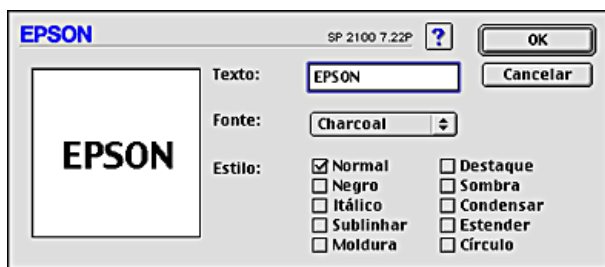 EPSON SP 2100 7.22P ? OK
Texto: EPSON Cancelar
Fonte: Charcoal
EPSON
Estilo: Normal Destaque
Negro Sombra
Itálico Condensar
Sublinhar Estender
Moldura Círculo